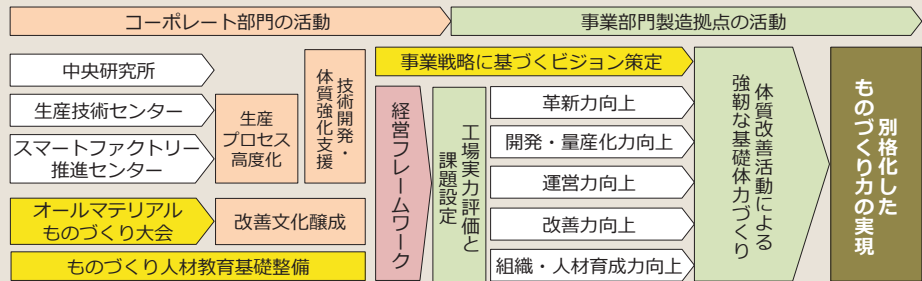 コーポレート部門の活動
事業部門製造拠点の活動
中央研究所
生産技術センター
スマートファクトリー
推進センター
オールマテリアル
ものづくり大会
ものづくり人材教育基礎整備
生産
プロセス
高度化
改善文化醸成
技術開発・
体質強化支援
事業戦略に基づくビジョン策定
経営フレームワーク
工場実力評価と
課題設定
革新力向上
開発・量産化力向上
運営力向上
改善力向上
組織・人材育成力向上
体質改善活動による
強靭な基礎体力づくり
別格化した
ものづくり力の実現